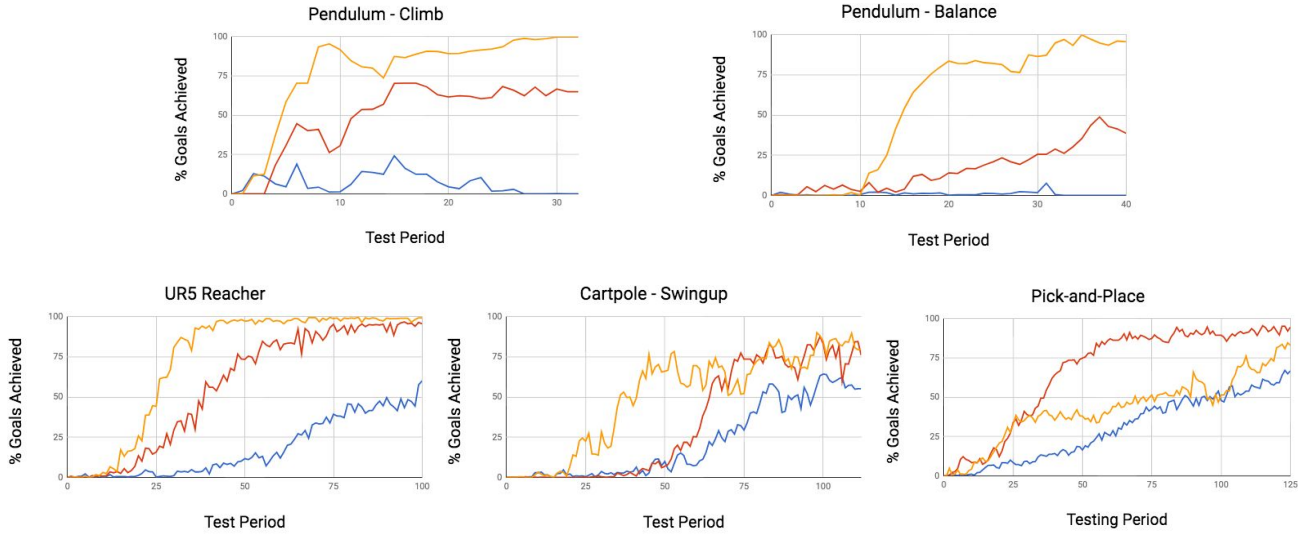 Pendulum - Climb
% Goals Achieved
100
75
50
25
0
0 10 20 30
Test Period
Pendulum - Balance
% Goals Achieved
100
75
50
25
0
0 10 20 30 40
Test Period
UR5 Reacher
% Goals Achieved
100
75
50
25
0
0 25 50 75 100
Test Period
Cartpole - Swingup
% Goals Achieved
100
75
50
25
0
0 25 50 75 100
Test Period
Pick-and-Place
% Goals Achieved
100
75
50
25
0
0 25 50 75 100 125
Testing Period